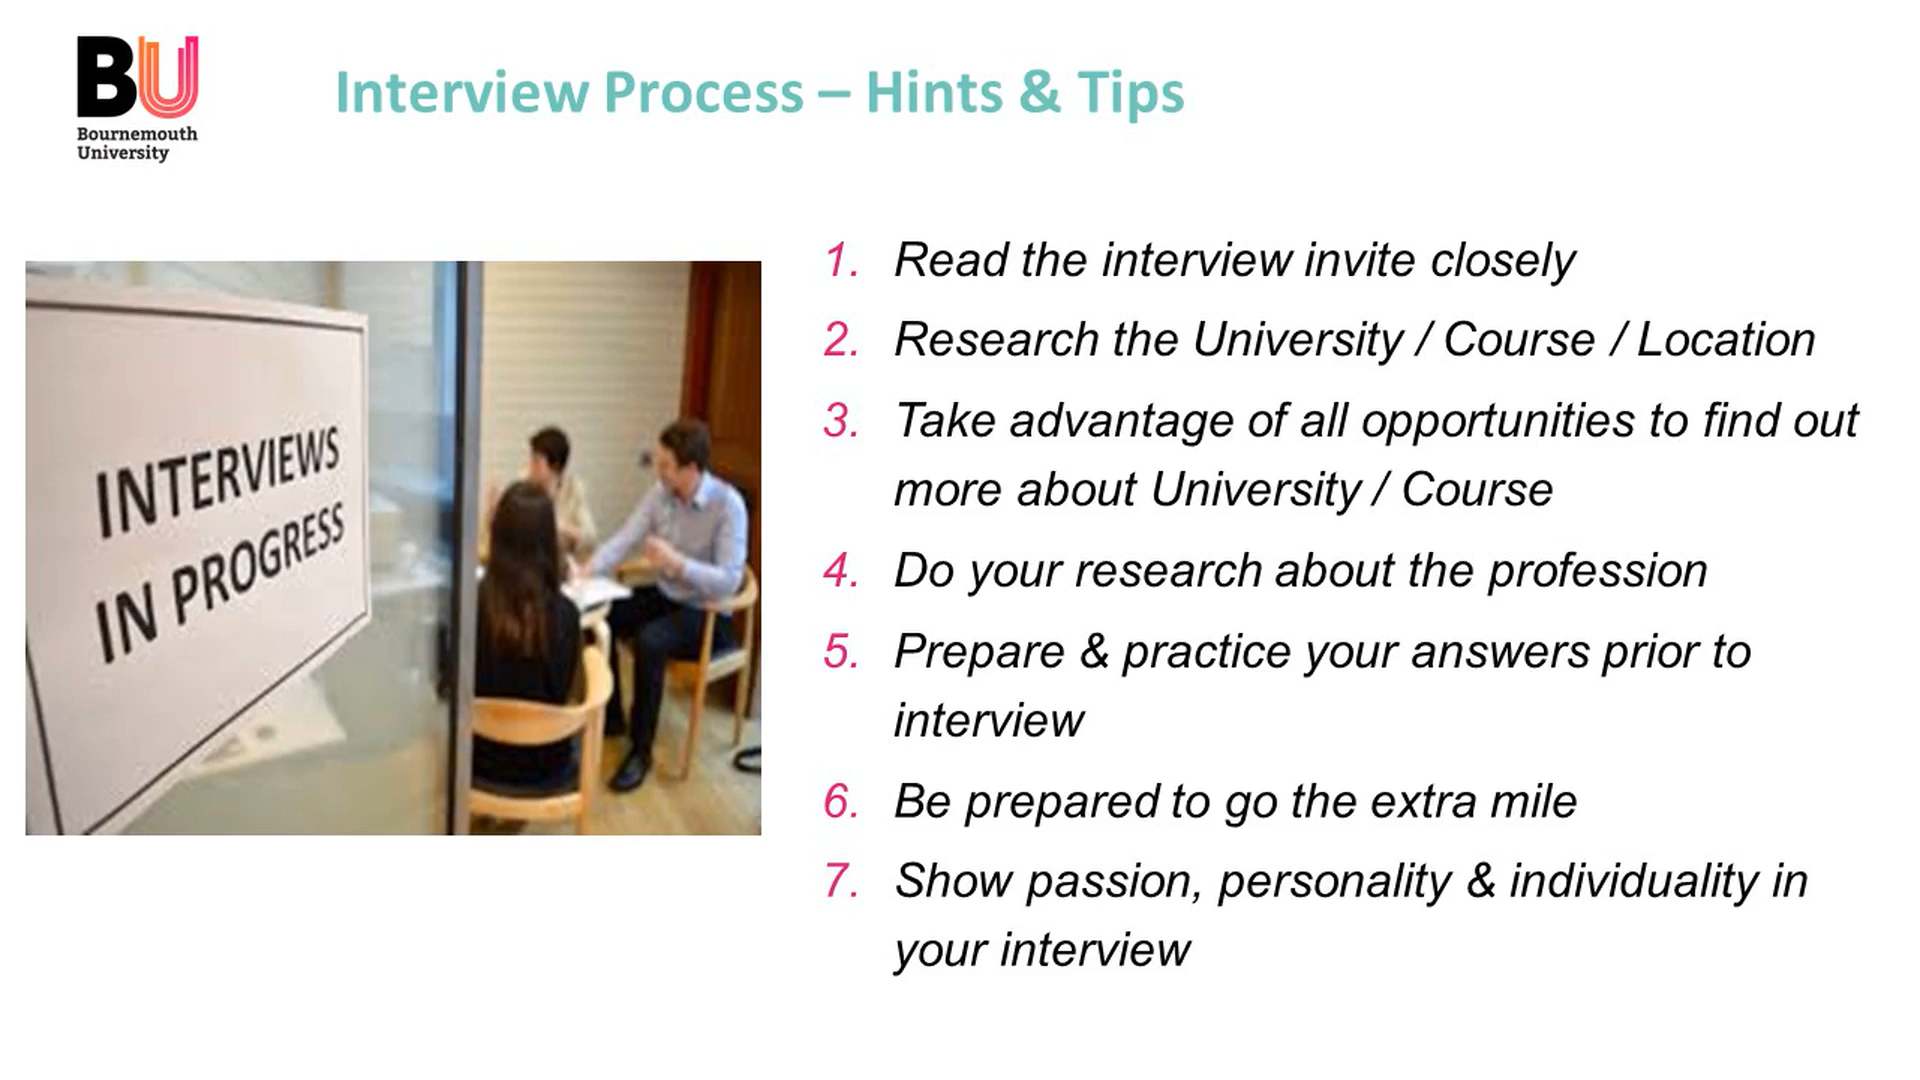 BU
Bournemouth
University
Interview Process – Hints & Tips
INTERVIEWS
IN PROGRESS
1. Read the interview invite closely
2. Research the University / Course / Location
3. Take advantage of all opportunities to find out
more about University / Course
4. Do your research about the profession
5. Prepare & practice your answers prior to
interview
6. Be prepared to go the extra mile
7. Show passion, personality & individuality in
your interview